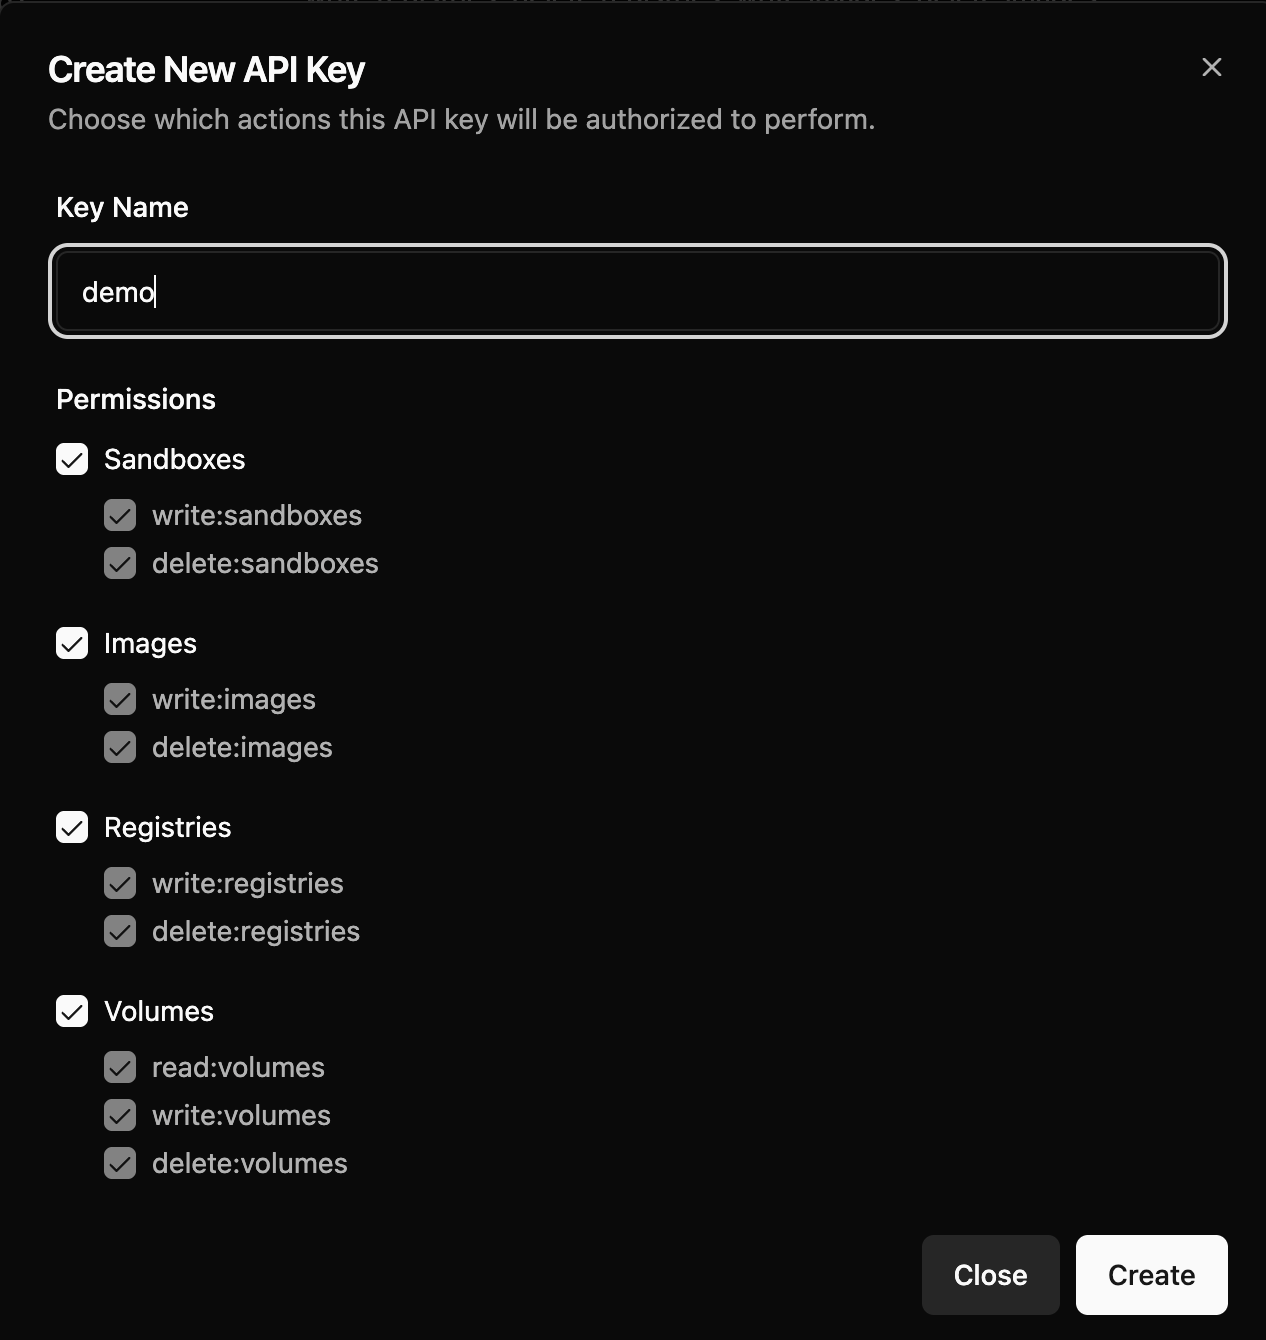 Create New API Key
Choose which actions this API key will be authorized to perform.
Key Name
demo
Permissions
Sandboxes
write:sandboxes
delete:sandboxes
Images
write:images
delete:images
Registries
write:registries
delete:registries
Volumes
read:volumes
write:volumes
delete:volumes
Close
Create